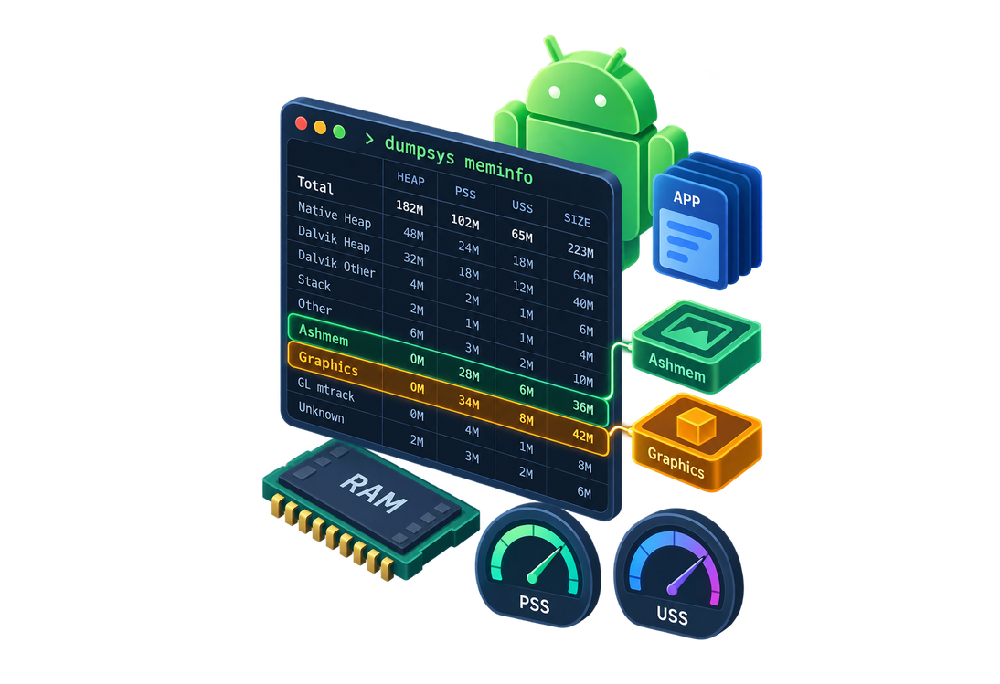 > dumpsys meminfo
HEAP PSS USS SIZE
Total 182M 102M 65M 223M
Native Heap 48M 24M 18M 64M
Dalvik Heap 32M 18M 12M 40M
Dalvik Other 4M 2M 1M 6M
Stack 2M 1M 1M 4M
Other 6M 3M 2M 10M
Ashmem 0M 28M 6M 36M
Graphics 0M 34M 8M 42M
GL mtrack 0M 4M 1M 8M
Unknown 2M 3M 2M 6M
APP
Ashmem
Graphics
RAM
PSS
USS